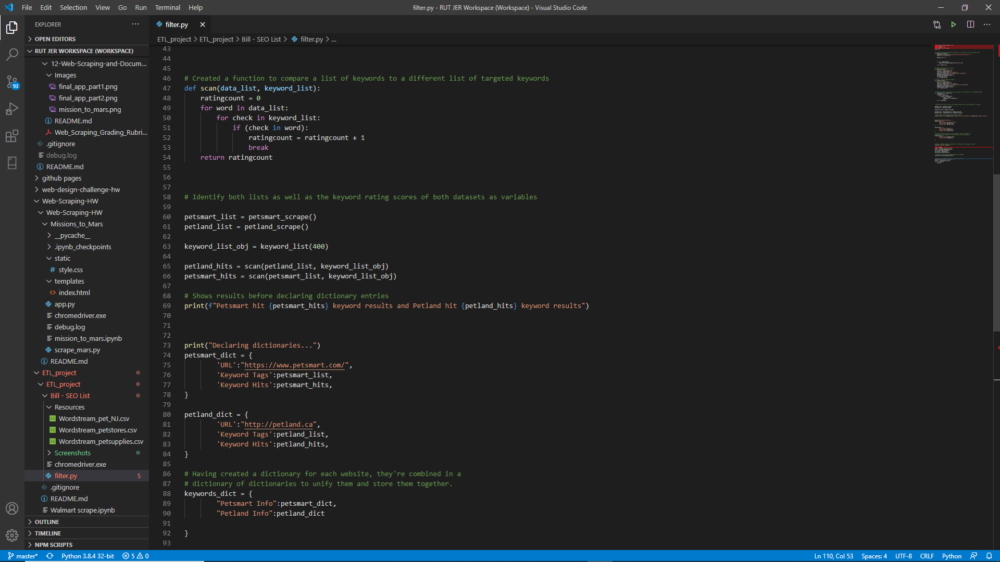 File Edit Selection View Go Run Terminal Help
filter.py - RUT JER Workspace (Workspace) - Visual Studio Code
EXPLORER
OPEN EDITORS
RUT JER WORKSPACE (WORKSPACE)
12-Web-Scraping-and-Docum...
Images
final_app_part1.png
final_app_part2.png
mission_to_mars.png
README.md
Web_Scraping_Grading_Rubri...
.gitignore
debug.log
README.md
github pages
web-design-challenge-hw
Web-Scraping-HW
Web-Scraping-HW
Missions_to_Mars
__pycache__
.ipynb_checkpoints
static
style.css
templates
index.html
app.py
chromedriver.exe
debug.log
mission_to_mars.ipynb
scrape_mars.py
README.md
ETL_project
ETL_project
Bill - SEO List
Resources
Wordstream_pet_NJ.csv
Wordstream_petstores.csv
Wordstream_petsupplies.csv
Screenshots
chromedriver.exe
filter.py 5
.gitignore
README.md
Walmart scrape.ipynb
OUTLINE
TIMELINE
NPM SCRIPTS
93
filter.py
ETL_project > ETL_project > Bill - SEO List > filter.py > ...
43
44
45
46 # Created a function to compare a list of keywords to a different list of targeted keywords
47 def scan(data_list, keyword_list):
48     ratingcount = 0
49     for word in data_list:
50         for check in keyword_list:
51             if (check in word):
52                 ratingcount = ratingcount + 1
53                 break
54     return ratingcount
55
56
57
58 # Identify both lists as well as the keyword rating scores of both datasets as variables
59
60 petsmart_list = petsmart_scrape()
61 petland_list = petland_scrape()
62
63 keyword_list_obj = keyword_list(400)
64
65 petland_hits = scan(petland_list, keyword_list_obj)
66 petsmart_hits = scan(petsmart_list, keyword_list_obj)
67
68 # Shows results before declaring dictionary entries
69 print(f"Petsmart hit {petsmart_hits} keyword results and Petland hit {petland_hits} keyword results")
70
71
72
73 print("Declaring dictionaries...")
74 petsmart_dict = {
75         'URL':"https://www.petsmart.com/",
76         'Keyword Tags':petsmart_list,
77         'Keyword Hits':petsmart_hits,
78 }
79
80 petland_dict = {
81         'URL':"http://petland.ca",
82         'Keyword Tags':petland_list,
83         'Keyword Hits':petland_hits,
84 }
85
86 # Having created a dictionary for each website, they're combined in a
87 # dictionary of dictionaries to unify them and store them together.
88 keywords_dict = {
89         "Petsmart Info":petsmart_dict,
90         "Petland Info":petland_dict
91
92 }
93
master* Python 3.8.4 32-bit 5 0
Ln 110, Col 53 Spaces: 4 UTF-8 CRLF Python